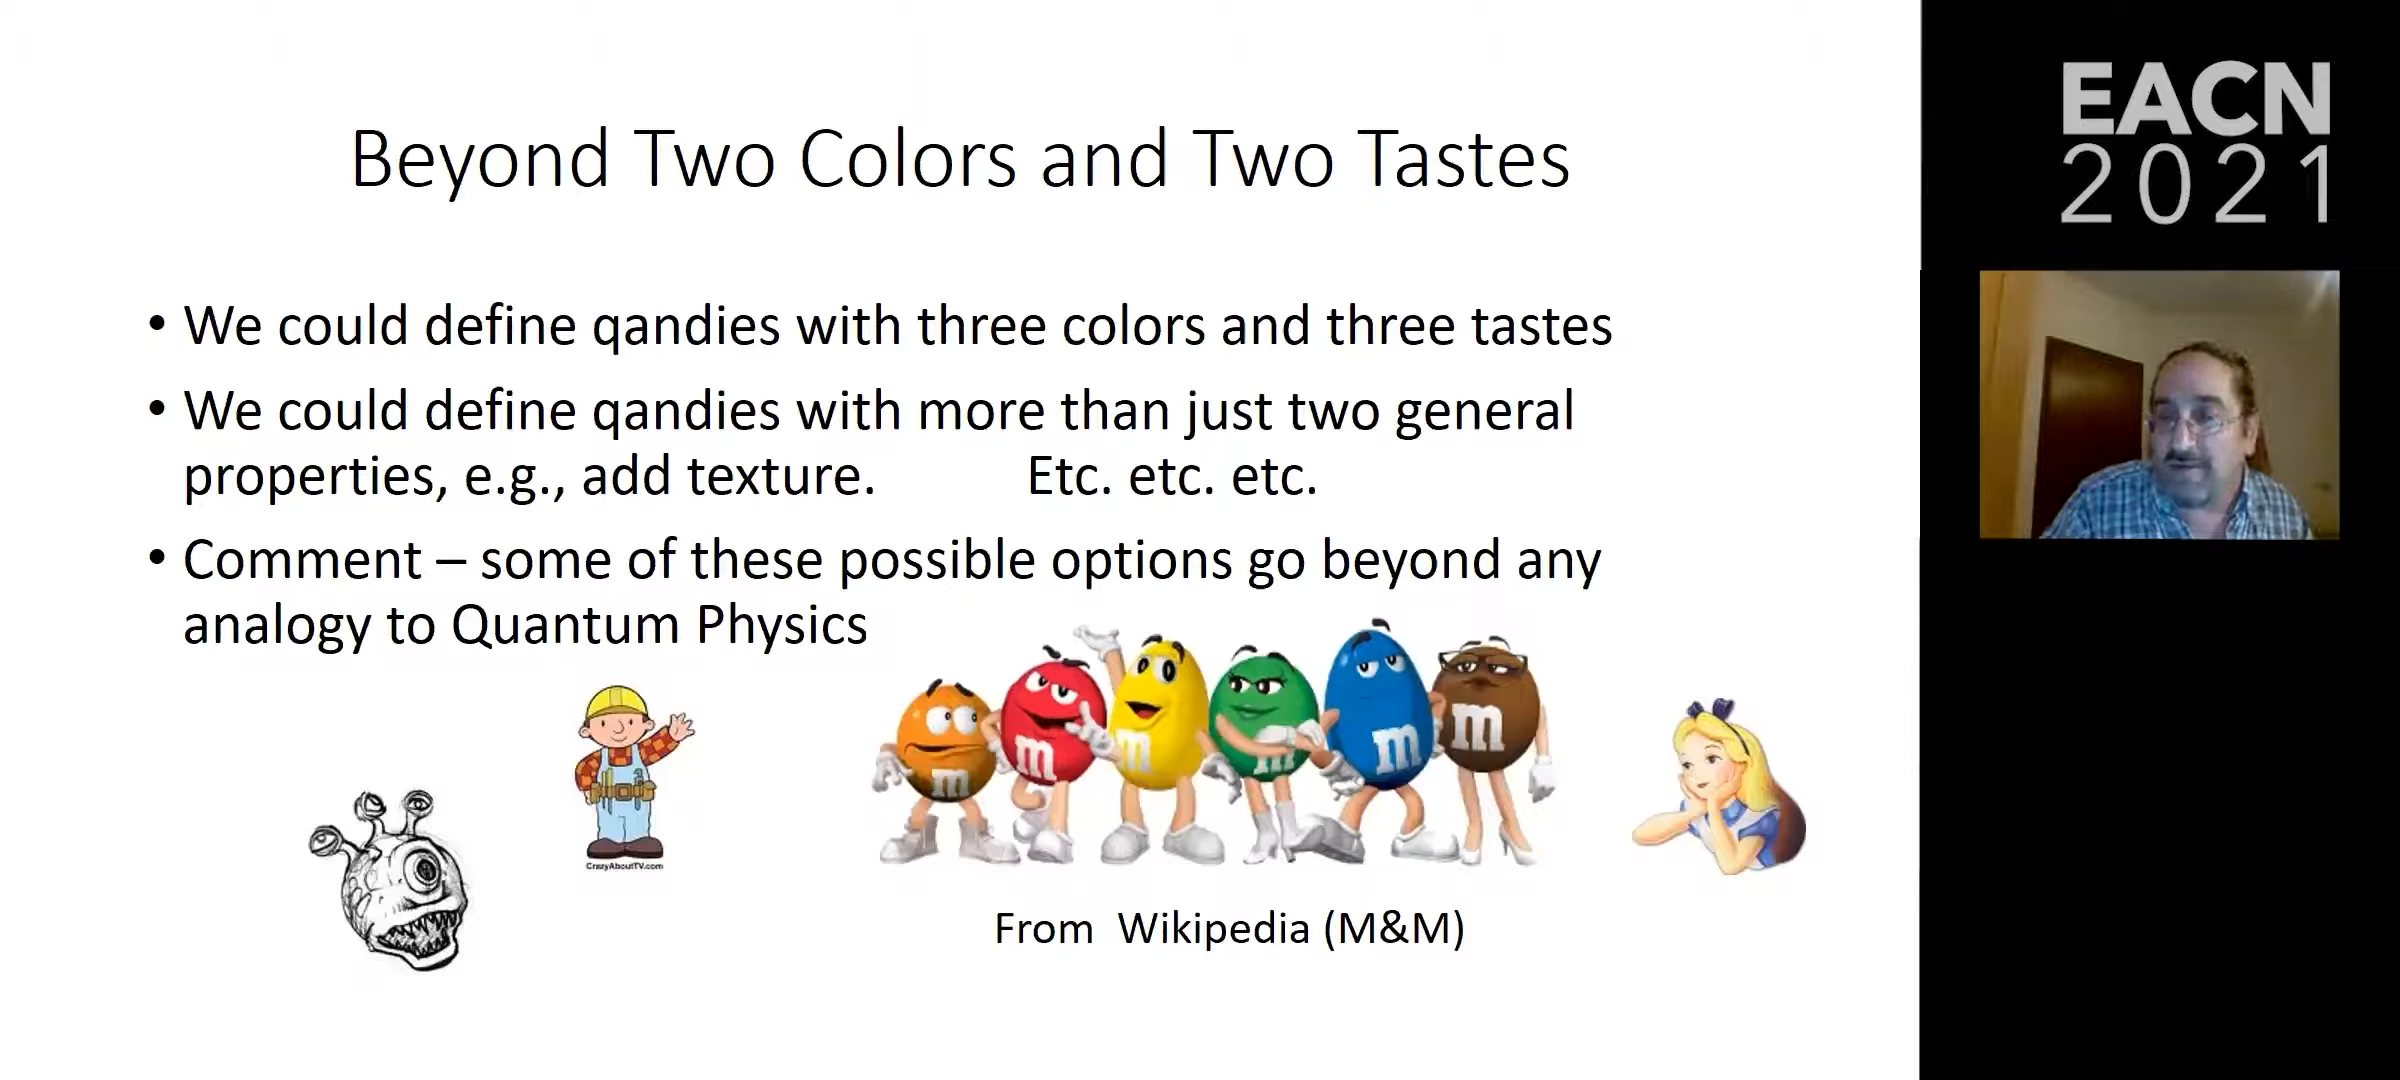 Beyond Two Colors and Two Tastes
• We could define qandies with three colors and three tastes
• We could define qandies with more than just two general
properties, e.g., add texture. Etc. etc. etc.
• Comment – some of these possible options go beyond any
analogy to Quantum Physics
CrazyAboutTV.com
m m m m m m
From Wikipedia (M&M)
EACN
2021